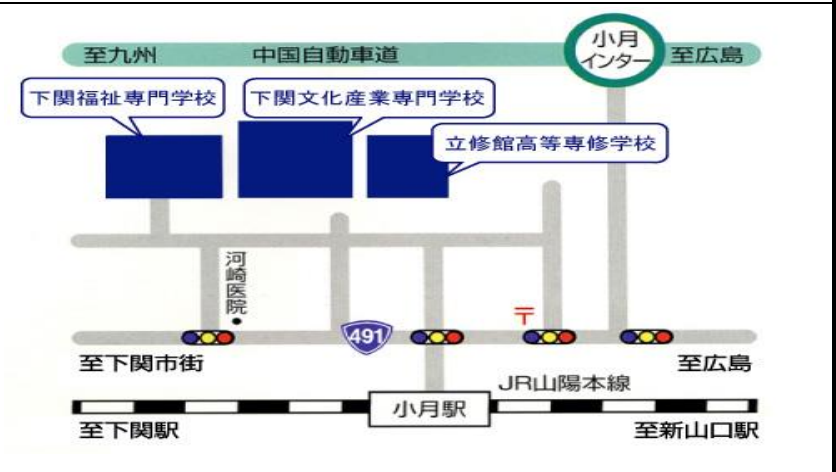 至九州
中国自動車道
小月
インター
至広島
下関福祉専門学校
下関文化産業専門学校
立修館高等専修学校
河崎医院
〒
491
至下関市街
至広島
JR山陽本線
小月駅
至下関駅
至新山口駅